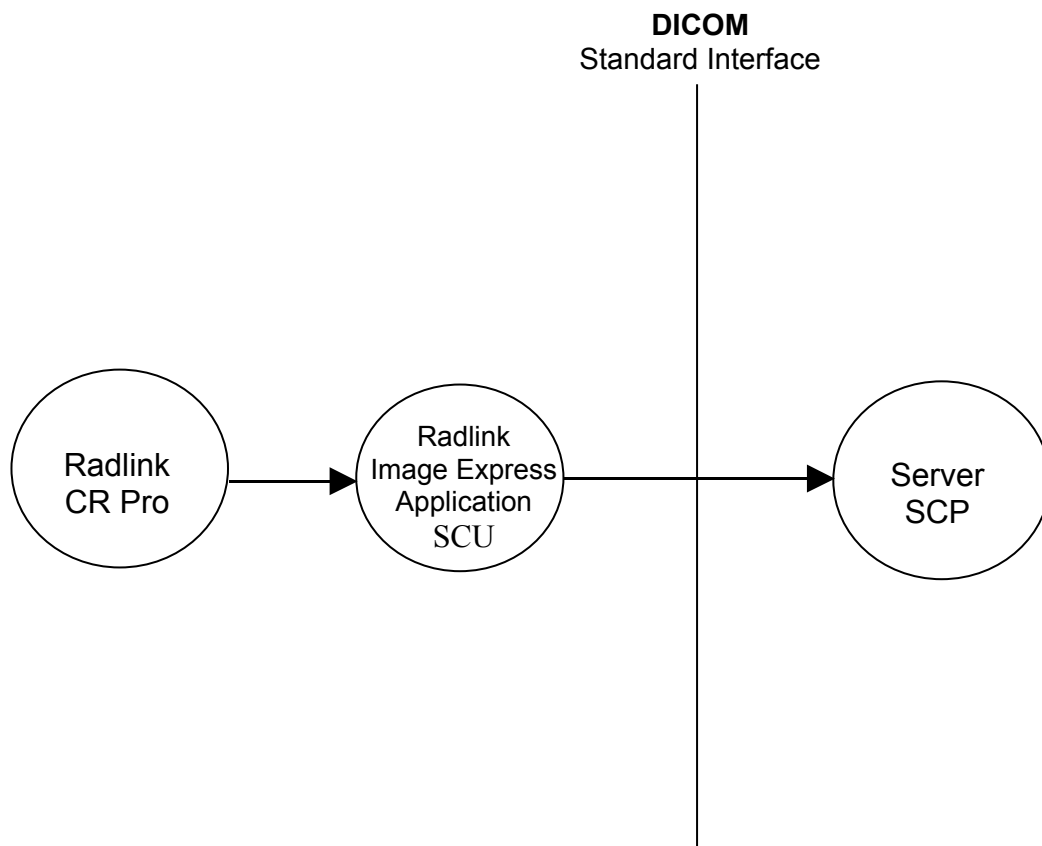 DICOM
Standard Interface
Radlink
CR Pro
Radlink
Image Express
Application
SCU
Server
SCP